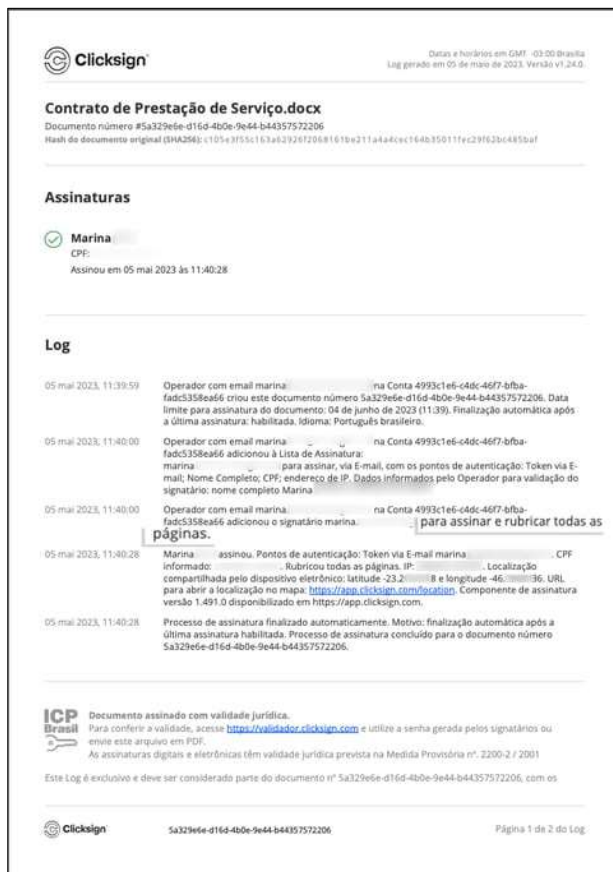 Clicksign
Datas e horários em GMT -03:00 Brasília
Log gerado em 05 de maio de 2023. Versão v1.24.0.
Contrato de Prestação de Serviço.docx
Documento número #5a329e6e-d16d-4b0e-9e44-b44357572206
Hash do documento original (SHA256):
Assinaturas
Marina
CPF:
Assinou em 05 mai 2023 às 11:40:28
Log
05 mai 2023, 11:39:59
Operador com email marina na Conta 4993c1e6-c4dc-46f7-bfba-
fadc5358ea66 criou este documento número 5a329e6e-d16d-4b0e-9e44-b44357572206. Data
limite para assinatura do documento: 04 de junho de 2023 (11:39). Finalização automática após
a última assinatura: habilitada. Idioma: Português brasileiro.
05 mai 2023, 11:40:00
Operador com email marina na Conta 4993c1e6-c4dc-46f7-bfba-
fadc5358ea66 adicionou à Lista de Assinatura:
marina para assinar, via E-mail, com os pontos de autenticação: Token via E-
mail; Nome Completo; CPF; endereço de IP. Dados informados pelo Operador para validação do
signatário: nome completo Marina
05 mai 2023, 11:40:00
Operador com email marina. na Conta 4993c1e6-c4dc-46f7-bfba-
fadc5358ea66 adicionou o signatário marina. para assinar e rubricar todas as
páginas.
05 mai 2023, 11:40:28
Marina assinou. Pontos de autenticação: Token via E-mail marina . CPF
informado: . Rubricou todas as páginas. IP: . Localização
compartilhada pelo dispositivo eletrônico: latitude -23.2 8 e longitude -46. 36. URL
para abrir a localização no mapa: https://app.clicksign.com/location. Componente de assinatura
versão 1.491.0 disponibilizado em https://app.clicksign.com.
05 mai 2023, 11:40:28
Processo de assinatura finalizado automaticamente. Motivo: finalização automática após a
última assinatura habilitada. Processo de assinatura concluído para o documento número
5a329e6e-d16d-4b0e-9e44-b44357572206.
ICP
Brasil
Documento assinado com validade jurídica.
Para conferir a validade, acesse https://validador.clicksign.com e utilize a senha gerada pelos signatários ou
envie este arquivo em PDF.
As assinaturas digitais e eletrônicas têm validade jurídica prevista na Medida Provisória nº. 2200-2 / 2001
Este Log é exclusivo e deve ser considerado parte do documento nº 5a329e6e-d16d-4b0e-9e44-b44357572206, com os
Clicksign
5a329e6e-d16d-4b0e-9e44-b44357572206
Página 1 de 2 do Log